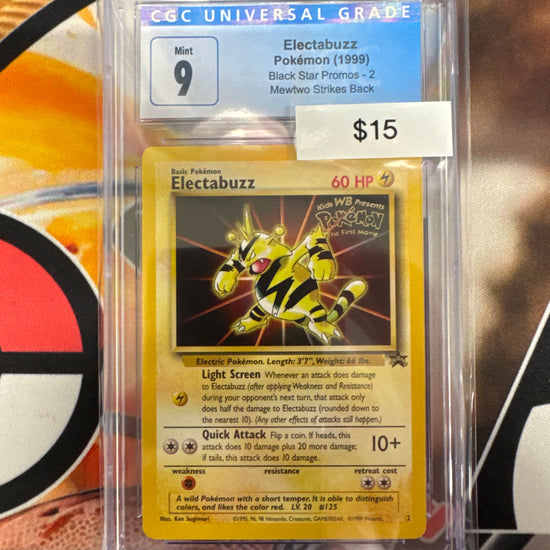 CGC UNIVERSAL GRADE
Mint
9
Electabuzz
Pokémon (1999)
Black Star Promos - 2
Mewtwo Strikes Back
$15
Basic Pokémon
Electabuzz 60 HP
Kids WB Presents
POKéMON
The First Movie
Electric Pokémon. Length: 3'7", Weight: 66 lbs.
Light Screen Whenever an attack does damage
to Electabuzz (after applying Weakness and Resistance)
during your opponent's next turn, that attack only
does half the damage to Electabuzz (rounded down to
the nearest 10). (Any other effects of attacks still happen.)
Quick Attack Flip a coin. If heads, this
attack does 10 damage plus 20 more damage;
if tails, this attack does 10 damage.
10+
weakness resistance retreat cost
A wild Pokémon with a short temper. It is able to distinguish
colors, and likes the color red. LV. 20 #125
Illus. Ken Sugimori ©1995, 96, 98 Nintendo, Creatures, GAMEFREAK. ©1999 Wizards. 2